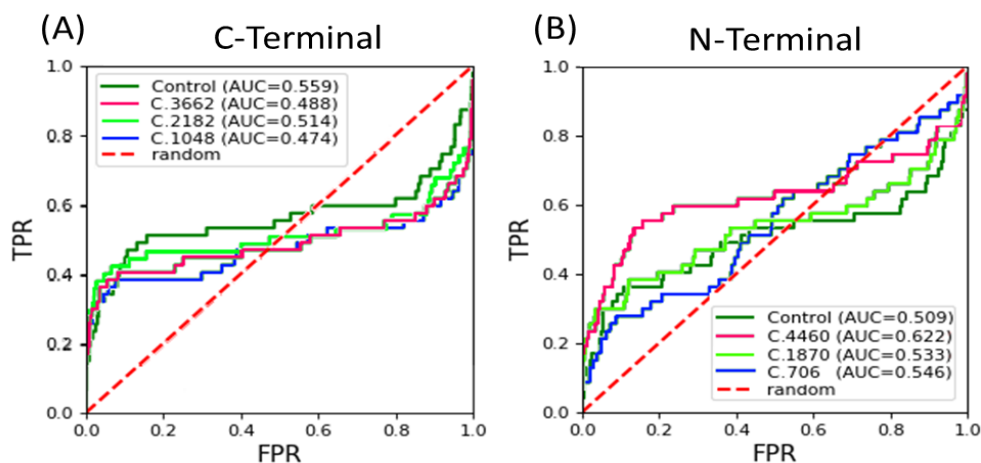 (A)
C-Terminal
1.0
0.8
0.6
0.4
0.2
0.0
TPR
Control (AUC=0.559)
C.3662 (AUC=0.488)
C.2182 (AUC=0.514)
C.1048 (AUC=0.474)
random
0.0 0.2 0.4 0.6 0.8 1.0
FPR
(B)
N-Terminal
1.0
0.8
0.6
0.4
0.2
0.0
TPR
Control (AUC=0.509)
C.4460 (AUC=0.622)
C.1870 (AUC=0.533)
C.706 (AUC=0.546)
random
0.0 0.2 0.4 0.6 0.8 1.0
FPR